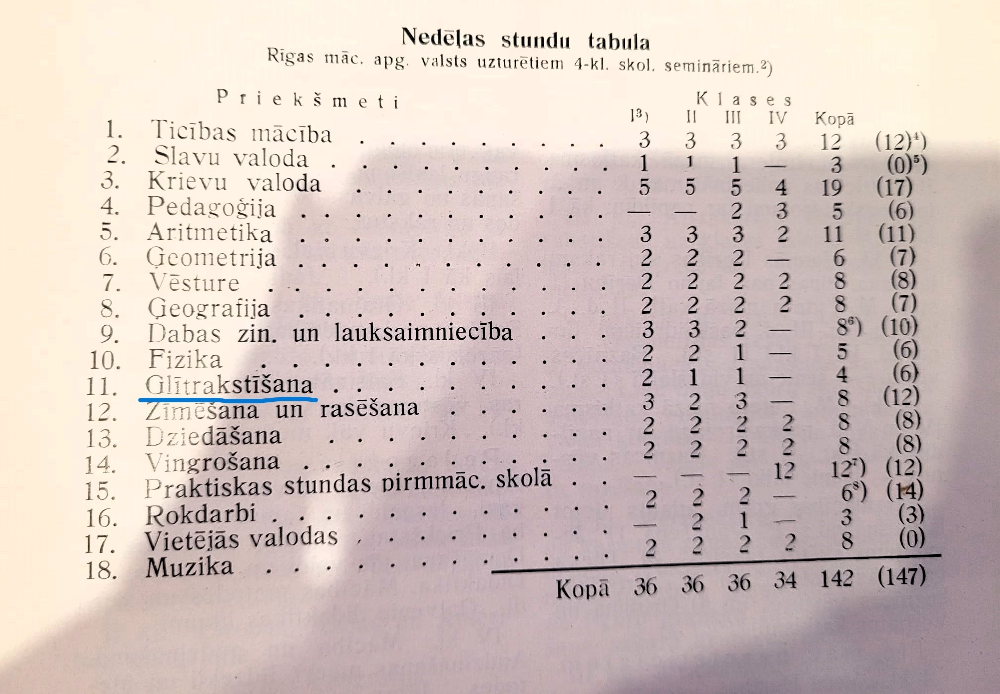 Nedēļas stundu tabula
Rīgas māc. apg. valsts uzturētiem 4-kl. skol. semināriem.²)
Priekšmeti Klases
I³) II III IV Kopā
1. Ticības mācība . . . . . . . . . 3 3 3 3 12 (12)⁴)
2. Slavu valoda . . . . . . . . . 1 1 1 — 3 (0)⁵)
3. Krievu valoda . . . . . . . . . 5 5 5 4 19 (17)
4. Pedagoģija . . . . . . . . . . . — — 2 3 5 (6)
5. Aritmetika . . . . . . . . . . . 3 3 3 2 11 (11)
6. Ģeometrija . . . . . . . . . . . 2 2 2 — 6 (7)
7. Vēsture . . . . . . . . . . . . 2 2 2 2 8 (8)
8. Ģeografija . . . . . . . . . . . 2 2 2 2 8 (7)
9. Dabas zin. un lauksaimniecība . . . 3 3 2 — 8⁶) (10)
10. Fizika . . . . . . . . . . . . 2 2 1 — 5 (6)
11. Glītrakstīšana . . . . . . . . . . 2 1 1 — 4 (6)
12. Zīmēšana un rasēšana . . . . . . 3 2 3 — 8 (12)
13. Dziedāšana . . . . . . . . . . 2 2 2 2 8 (8)
14. Vingrošana . . . . . . . . . . . 2 2 2 2 8 (8)
15. Praktiskas stundas pirmmāc. skolā . . — — — 12 12⁷) (12)
16. Rokdarbi . . . . . . . . . . . . 2 2 2 — 6⁸) (14)
17. Vietējās valodas . . . . . . . . . — 2 1 — 3 (3)
18. Muzika . . . . . . . . . . . . 2 2 2 2 8 (0)
Kopā 36 36 36 34 142 (147)